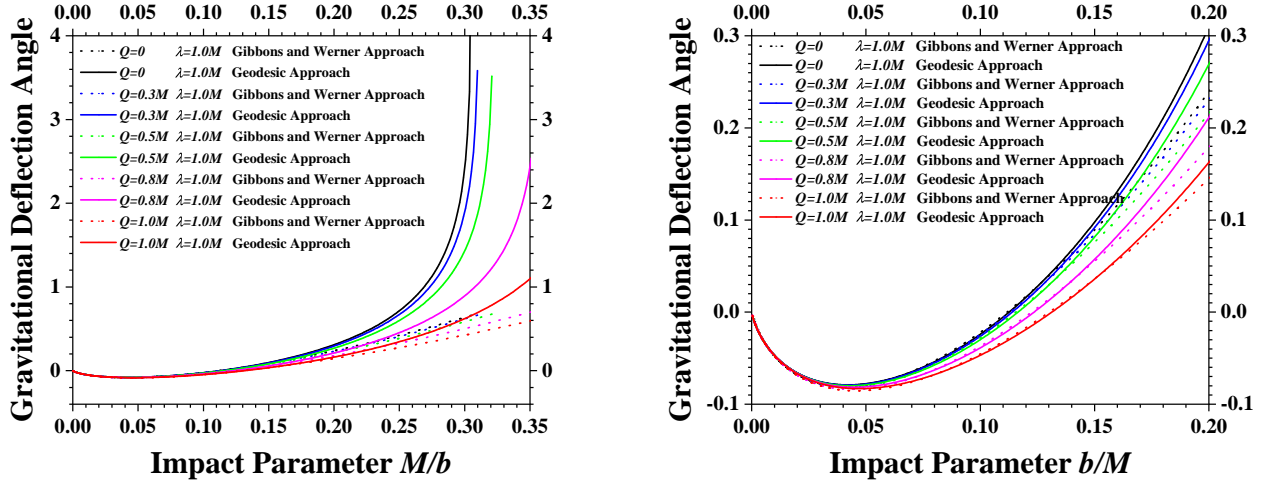 0.00 0.05 0.10 0.15 0.20 0.25 0.30 0.35
4 4
3 3
2 2
1 1
0 0
0.00 0.05 0.10 0.15 0.20 0.25 0.30 0.35
Gravitational Deflection Angle
Q=0 λ=1.0M Gibbons and Werner Approach
Q=0 λ=1.0M Geodesic Approach
Q=0.3M λ=1.0M Gibbons and Werner Approach
Q=0.3M λ=1.0M Geodesic Approach
Q=0.5M λ=1.0M Gibbons and Werner Approach
Q=0.5M λ=1.0M Geodesic Approach
Q=0.8M λ=1.0M Gibbons and Werner Approach
Q=0.8M λ=1.0M Geodesic Approach
Q=1.0M λ=1.0M Gibbons and Werner Approach
Q=1.0M λ=1.0M Geodesic Approach
Impact Parameter M/b
0.00 0.05 0.10 0.15 0.20
0.3 0.3
0.2 0.2
0.1 0.1
0.0 0.0
-0.1 -0.1
0.00 0.05 0.10 0.15 0.20
Gravitational Deflection Angle
Q=0 λ=1.0M Gibbons and Werner Approach
Q=0 λ=1.0M Geodesic Approach
Q=0.3M λ=1.0M Gibbons and Werner Approach
Q=0.3M λ=1.0M Geodesic Approach
Q=0.5M λ=1.0M Gibbons and Werner Approach
Q=0.5M λ=1.0M Geodesic Approach
Q=0.8M λ=1.0M Gibbons and Werner Approach
Q=0.8M λ=1.0M Geodesic Approach
Q=1.0M λ=1.0M Gibbons and Werner Approach
Q=1.0M λ=1.0M Geodesic Approach
Impact Parameter b/M